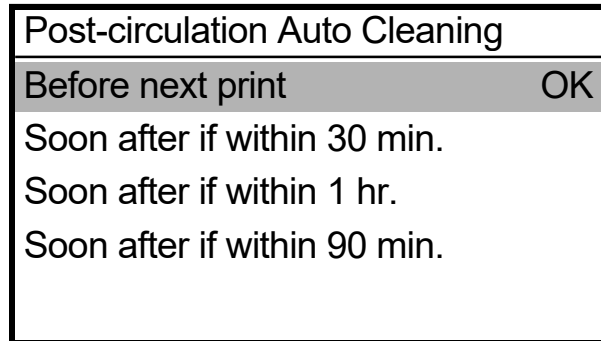 Post-circulation Auto Cleaning
Before next print OK
Soon after if within 30 min.
Soon after if within 1 hr.
Soon after if within 90 min.